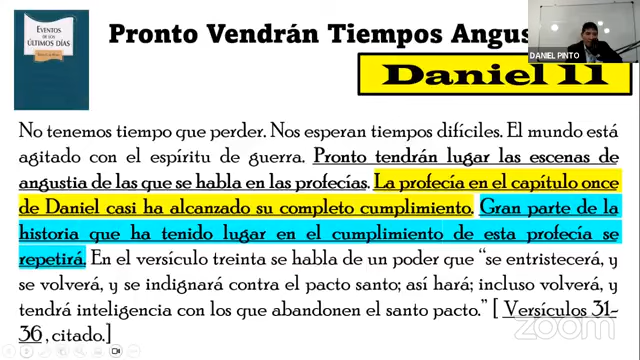 EVENTOS
DE LOS
ÚLTIMOS DÍAS
Pronto Vendrán Tiempos
DANIEL PINTO
Daniel 11
No tenemos tiempo que perder. Nos esperan tiempos difíciles. El mundo está
agitado con el espíritu de guerra. Pronto tendrán lugar las escenas de
angustia de las que se habla en las profecías. La profecía en el capítulo once
de Daniel casi ha alcanzado su completo cumplimiento. Gran parte de la
historia que ha tenido lugar en el cumplimiento de esta profecía se
repetirá. En el versículo treinta se habla de un poder que “se entristecerá, y
se volverá, y se indignará contra el pacto santo; así hará; incluso volverá, y
tendrá inteligencia con los que abandonen el santo pacto.” [ Versículos 31-
36 , citado.]
zoom